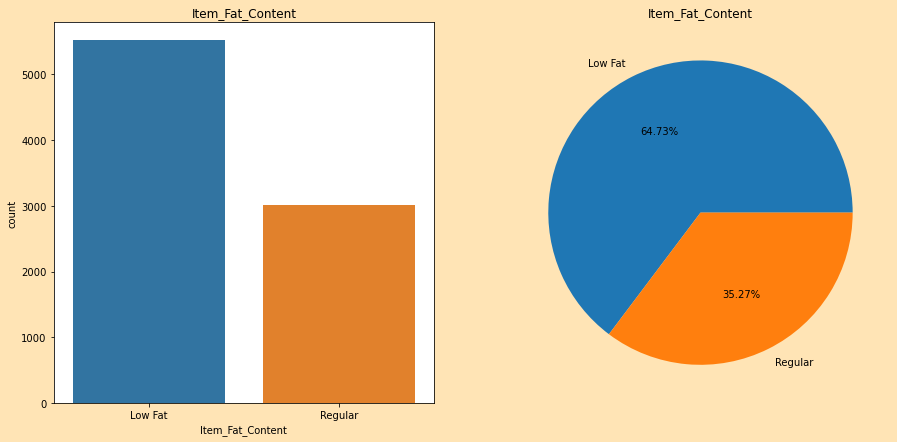 Item_Fat_Content
5000
4000
3000
2000
1000
0
count
Low Fat
Regular
Item_Fat_Content
Item_Fat_Content
Low Fat
64.73%
35.27%
Regular